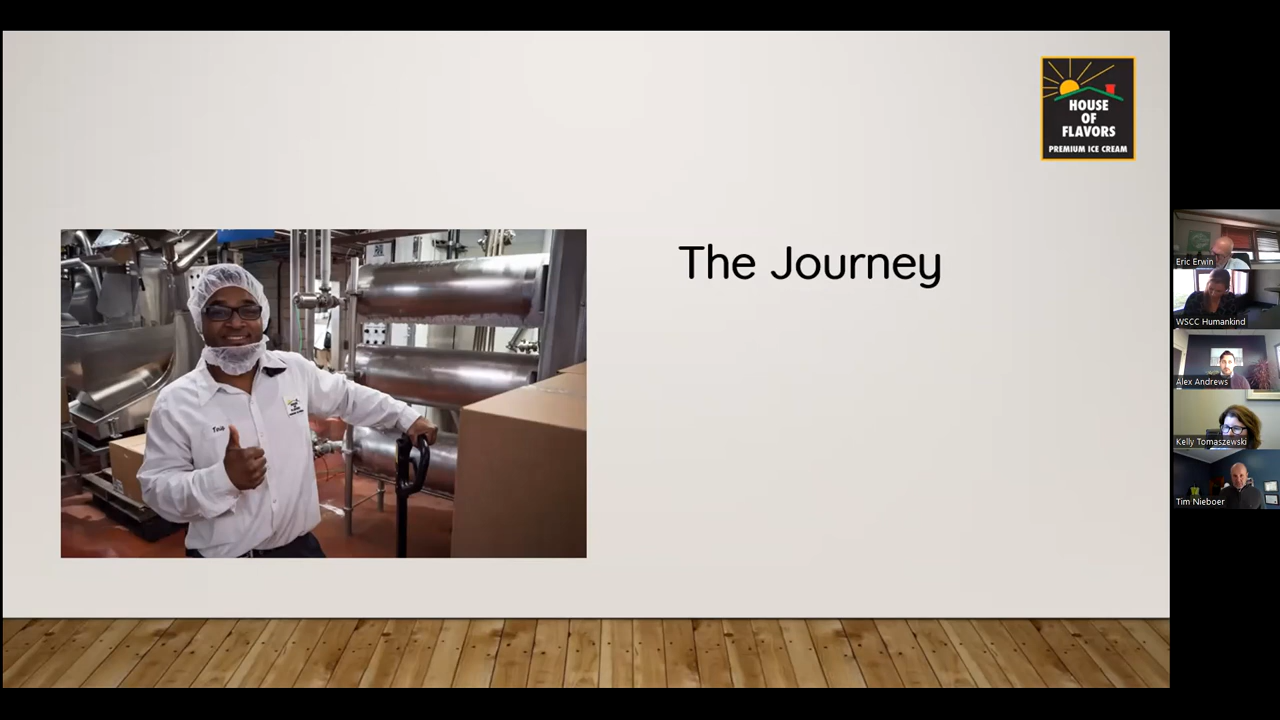 HOUSE
OF
FLAVORS
PREMIUM ICE CREAM
The Journey
Eric Erwin
WSCC Humankind
Alex Andrews
Kelly Tomaszewski
Tim Nieboer